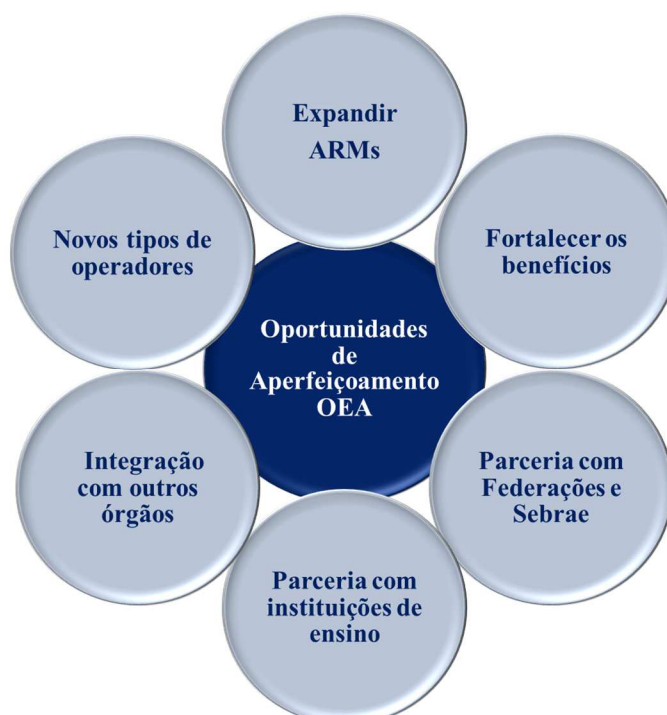 Expandir
ARMs
Novos tipos de
operadores
Fortalecer os
benefícios
Oportunidades
de
Aperfeiçoamento
OEA
Integração
com outros
órgãos
Parceria com
Federações e
Sebrae
Parceria com
instituições de
ensino